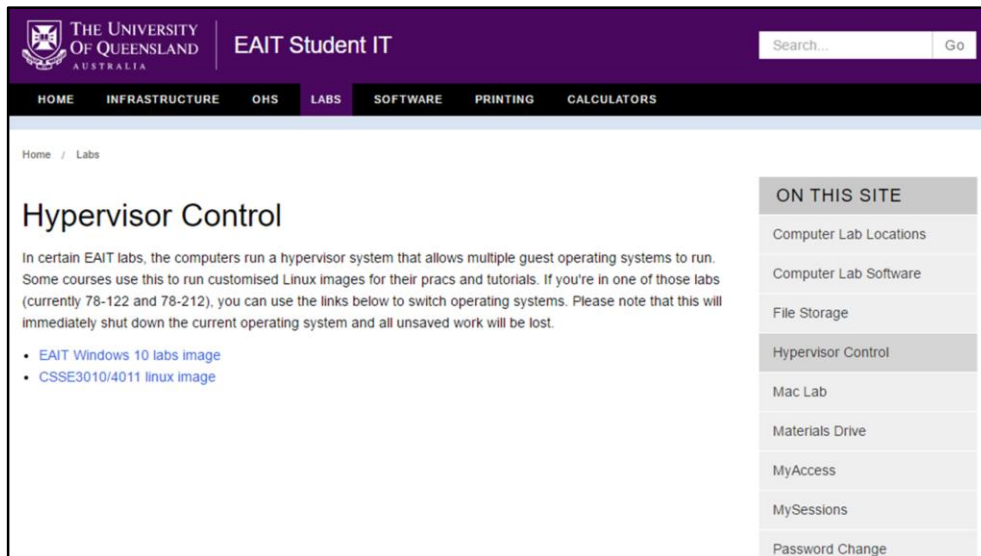 THE UNIVERSITY
OF QUEENSLAND
AUSTRALIA
EAIT Student IT
Search...
Go
HOME INFRASTRUCTURE OHS LABS SOFTWARE PRINTING CALCULATORS
Home / Labs
Hypervisor Control
In certain EAIT labs, the computers run a hypervisor system that allows multiple guest operating systems to run.
Some courses use this to run customised Linux images for their pracs and tutorials. If you're in one of those labs
(currently 78-122 and 78-212), you can use the links below to switch operating systems. Please note that this will
immediately shut down the current operating system and all unsaved work will be lost.
• EAIT Windows 10 labs image
• CSSE3010/4011 linux image
ON THIS SITE
Computer Lab Locations
Computer Lab Software
File Storage
Hypervisor Control
Mac Lab
Materials Drive
MyAccess
MySessions
Password Change